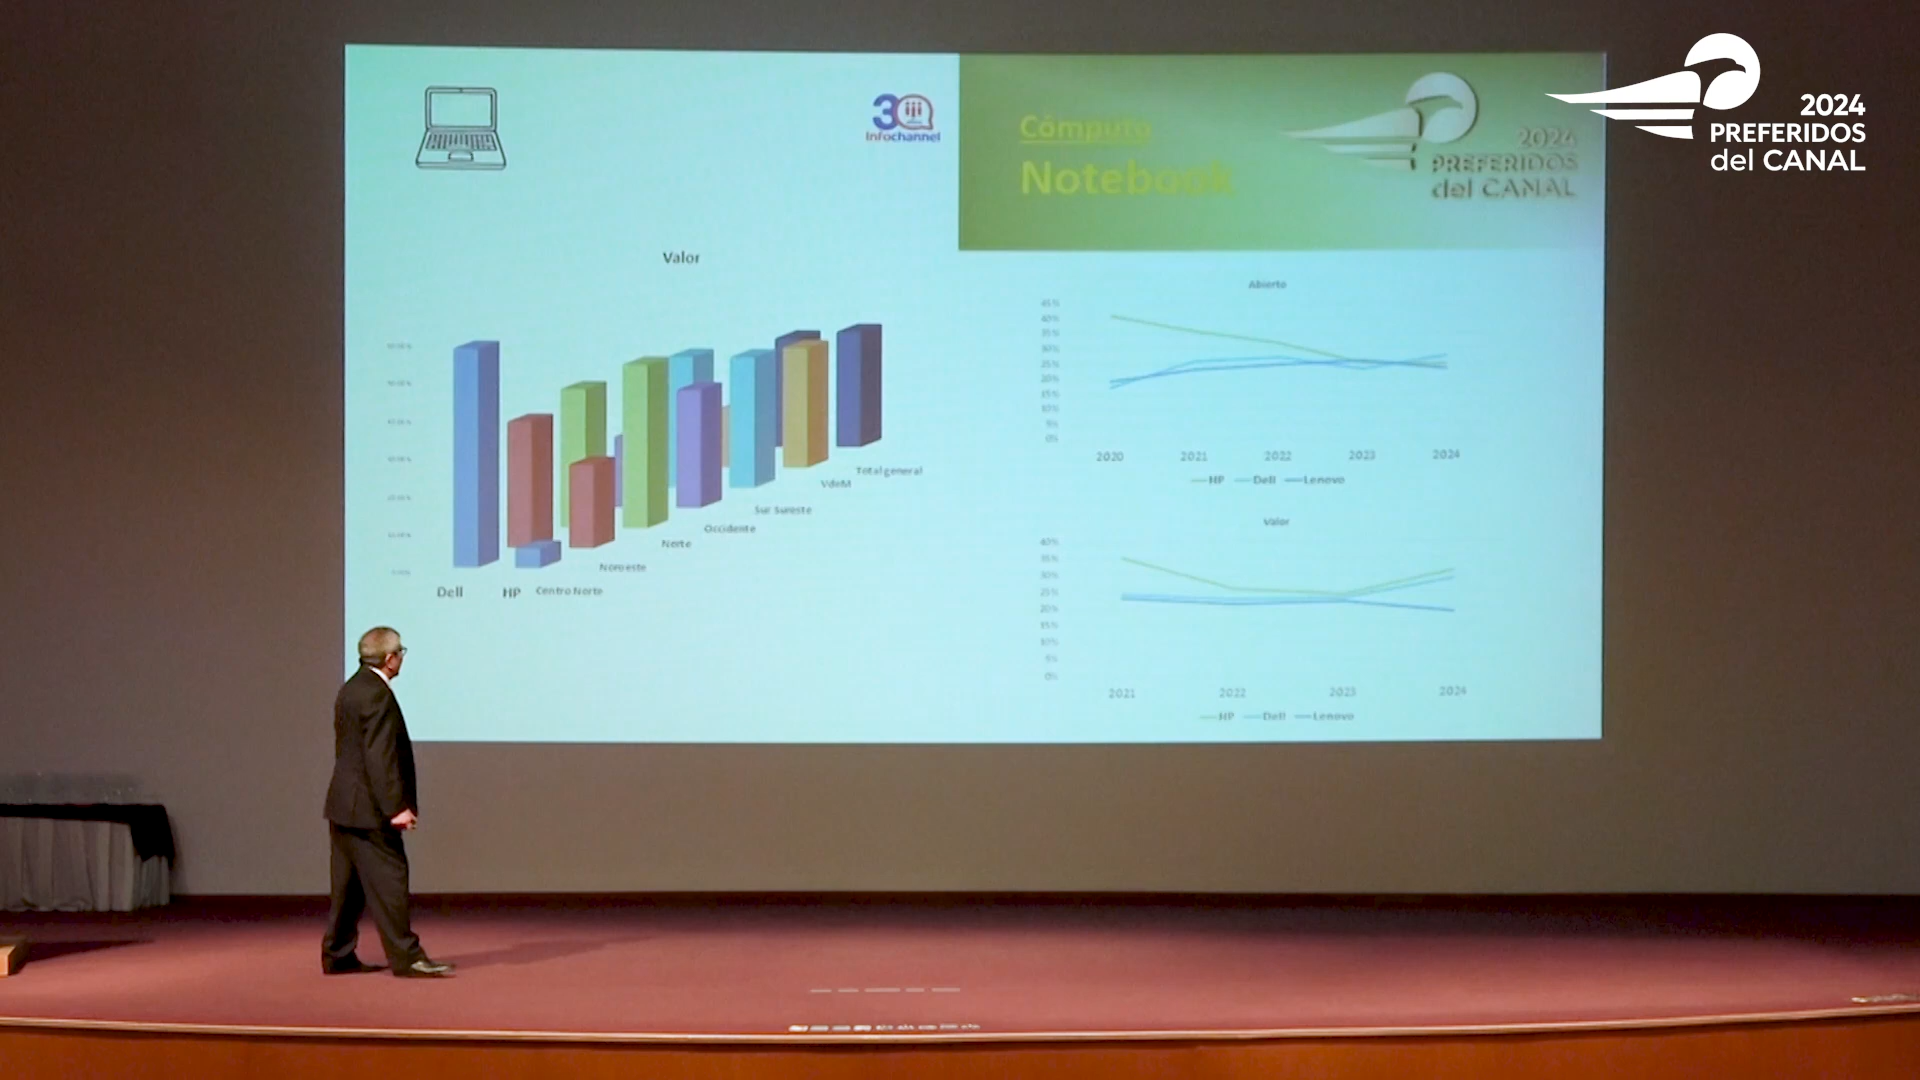 2024
PREFERIDOS
del CANAL
30
Infochannel
Cómputo
Notebook
2024
PREFERIDOS
del CANAL
Valor
Dell
HP
Centro Norte
Noroeste
Norte
Occidente
Sur Sureste
VdeM
Total general
Abierto
45%
40%
35%
30%
25%
20%
15%
10%
5%
0%
2020 2021 2022 2023 2024
HP Dell Lenovo
Valor
40%
35%
30%
25%
20%
15%
10%
5%
0%
2021 2022 2023 2024
HP Dell Lenovo